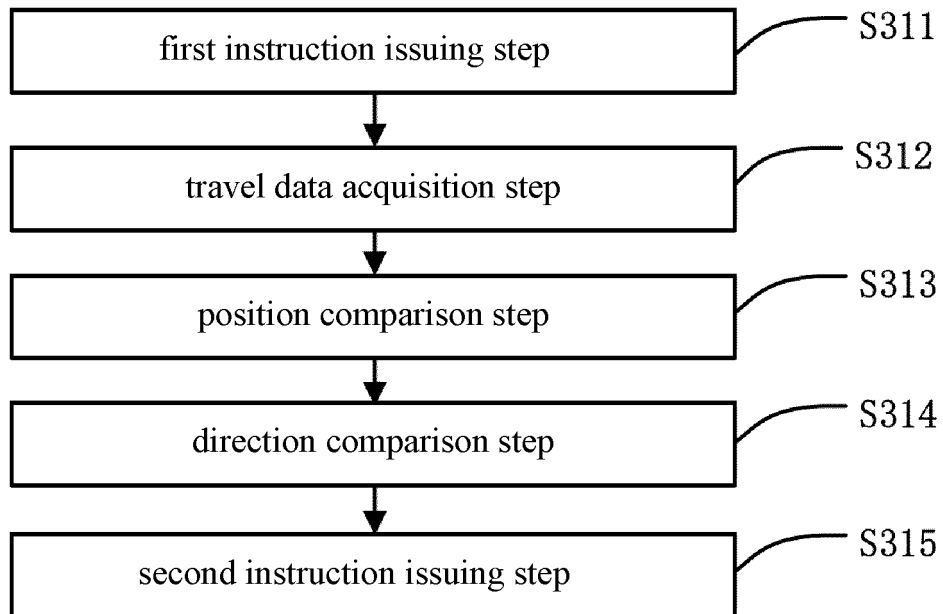 first instruction issuing step
S311
travel data acquisition step
S312
position comparison step
S313
direction comparison step
S314
second instruction issuing step
S315